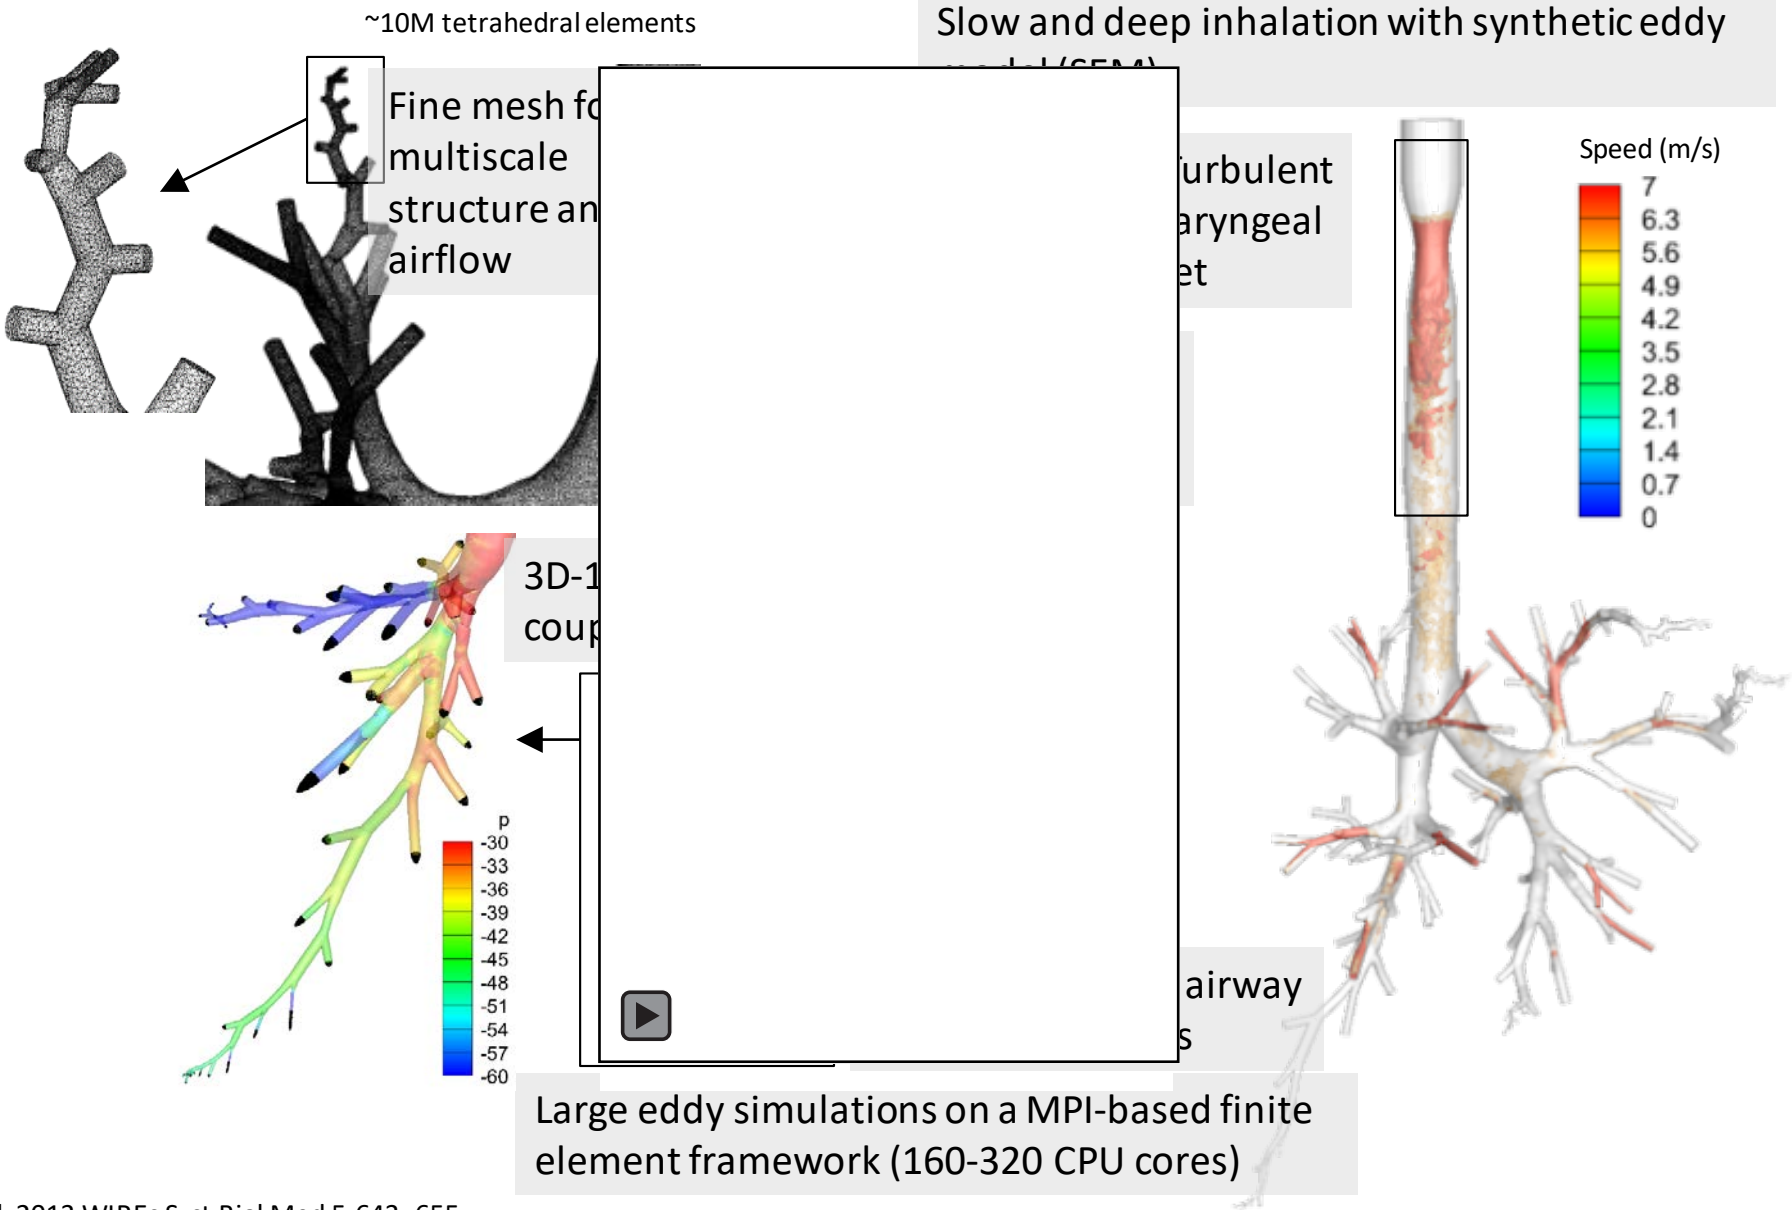 ~10M tetrahedral elements
Slow and deep inhalation with synthetic eddy
model (SEM)
Fine mesh fo
multiscale
structure an
airflow
Turbulent
aryngeal
et
Speed (m/s)
7
6.3
5.6
4.9
4.2
3.5
2.8
2.1
1.4
0.7
0
3D-1
coup
p
-30
-33
-36
-39
-42
-45
-48
-51
-54
-57
-60
airway
s
Large eddy simulations on a MPI-based finite
element framework (160-320 CPU cores)